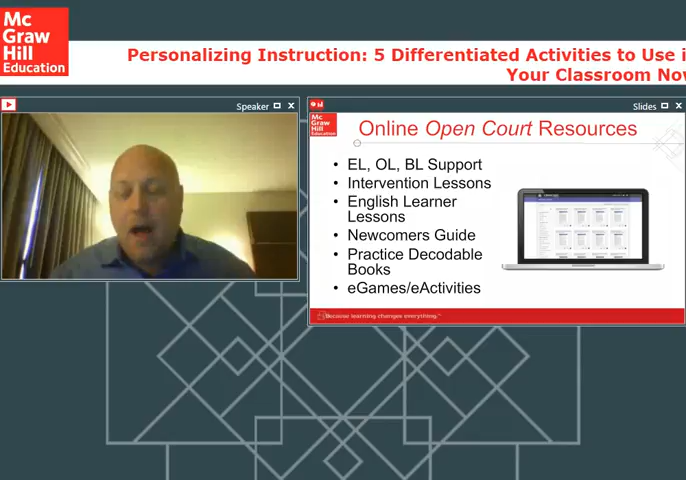 Mc
Graw
Hill
Education
Personalizing Instruction: 5 Differentiated Activities to Use i
Your Classroom Nov
Speaker
Slides
Mc
Graw
Hill
Education
Online Open Court Resources
• EL, OL, BL Support
• Intervention Lessons
• English Learner
Lessons
• Newcomers Guide
• Practice Decodable
Books
• eGames/eActivities
Because learning changes everything.™